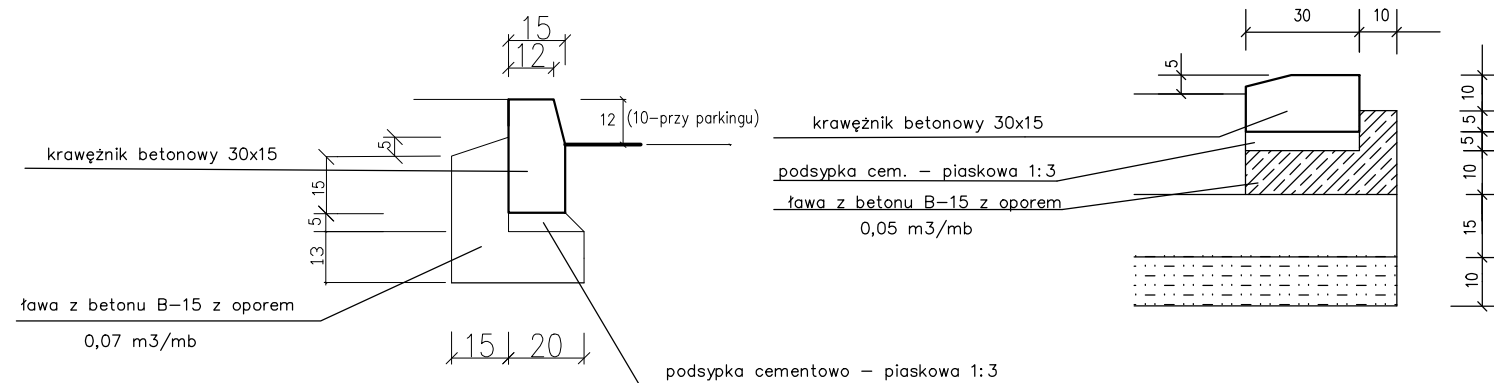 15
12
12 (10-przy parkingu)
5
krawężnik betonowy 30x15
15
5
13
ława z betonu B-15 z oporem
0,07 m3/mb
15 20
podsypka cementowo - piaskowa 1:3
30 10
5
krawężnik betonowy 30x15
podsypka cem. - piaskowa 1:3
ława z betonu B-15 z oporem
0,05 m3/mb
10
5
5
10
15
10